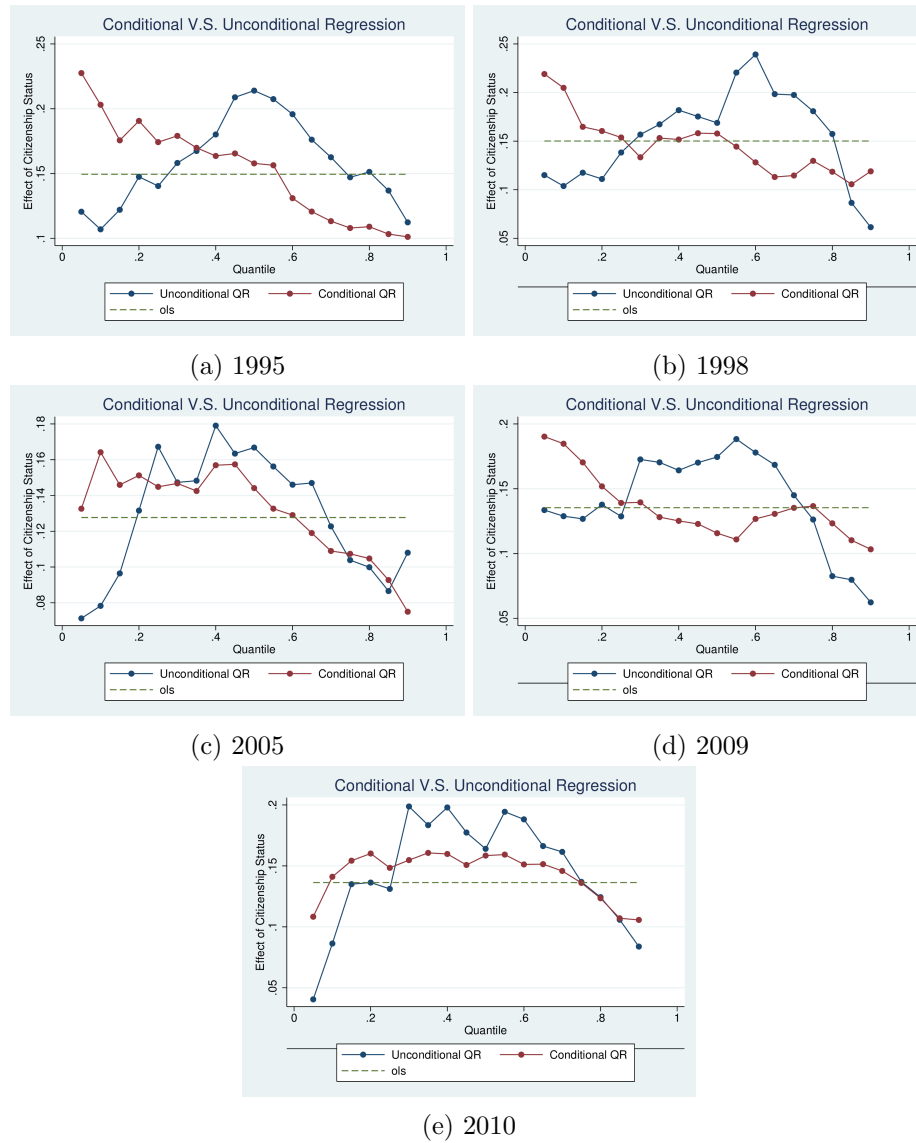 Conditional V.S. Unconditional Regression
Effect of Citizenship Status
.25
.2
.15
.1
0 .2 .4 .6 .8 1
Quantile
Unconditional QR Conditional QR
ols
(a) 1995
Conditional V.S. Unconditional Regression
Effect of Citizenship Status
.25
.2
.15
.1
.05
0 .2 .4 .6 .8
Quantile
Unconditional QR Conditional QR
ols
(b) 1998
Conditional V.S. Unconditional Regression
Effect of Citizenship Status
.18
.16
.14
.12
.1
.08
0 .2 .4 .6 .8 1
Quantile
Unconditional QR Conditional QR
ols
(c) 2005
Conditional V.S. Unconditional Regression
Effect of Citizenship Status
.2
.15
.1
.05
0 .2 .4 .6 .8
Quantile
Unconditional QR Conditional QR
ols
(d) 2009
Conditional V.S. Unconditional Regression
Effect of Citizenship Status
.2
.15
.1
.05
0 .2 .4 .6 .8 1
Quantile
Unconditional QR Conditional QR
ols
(e) 2010